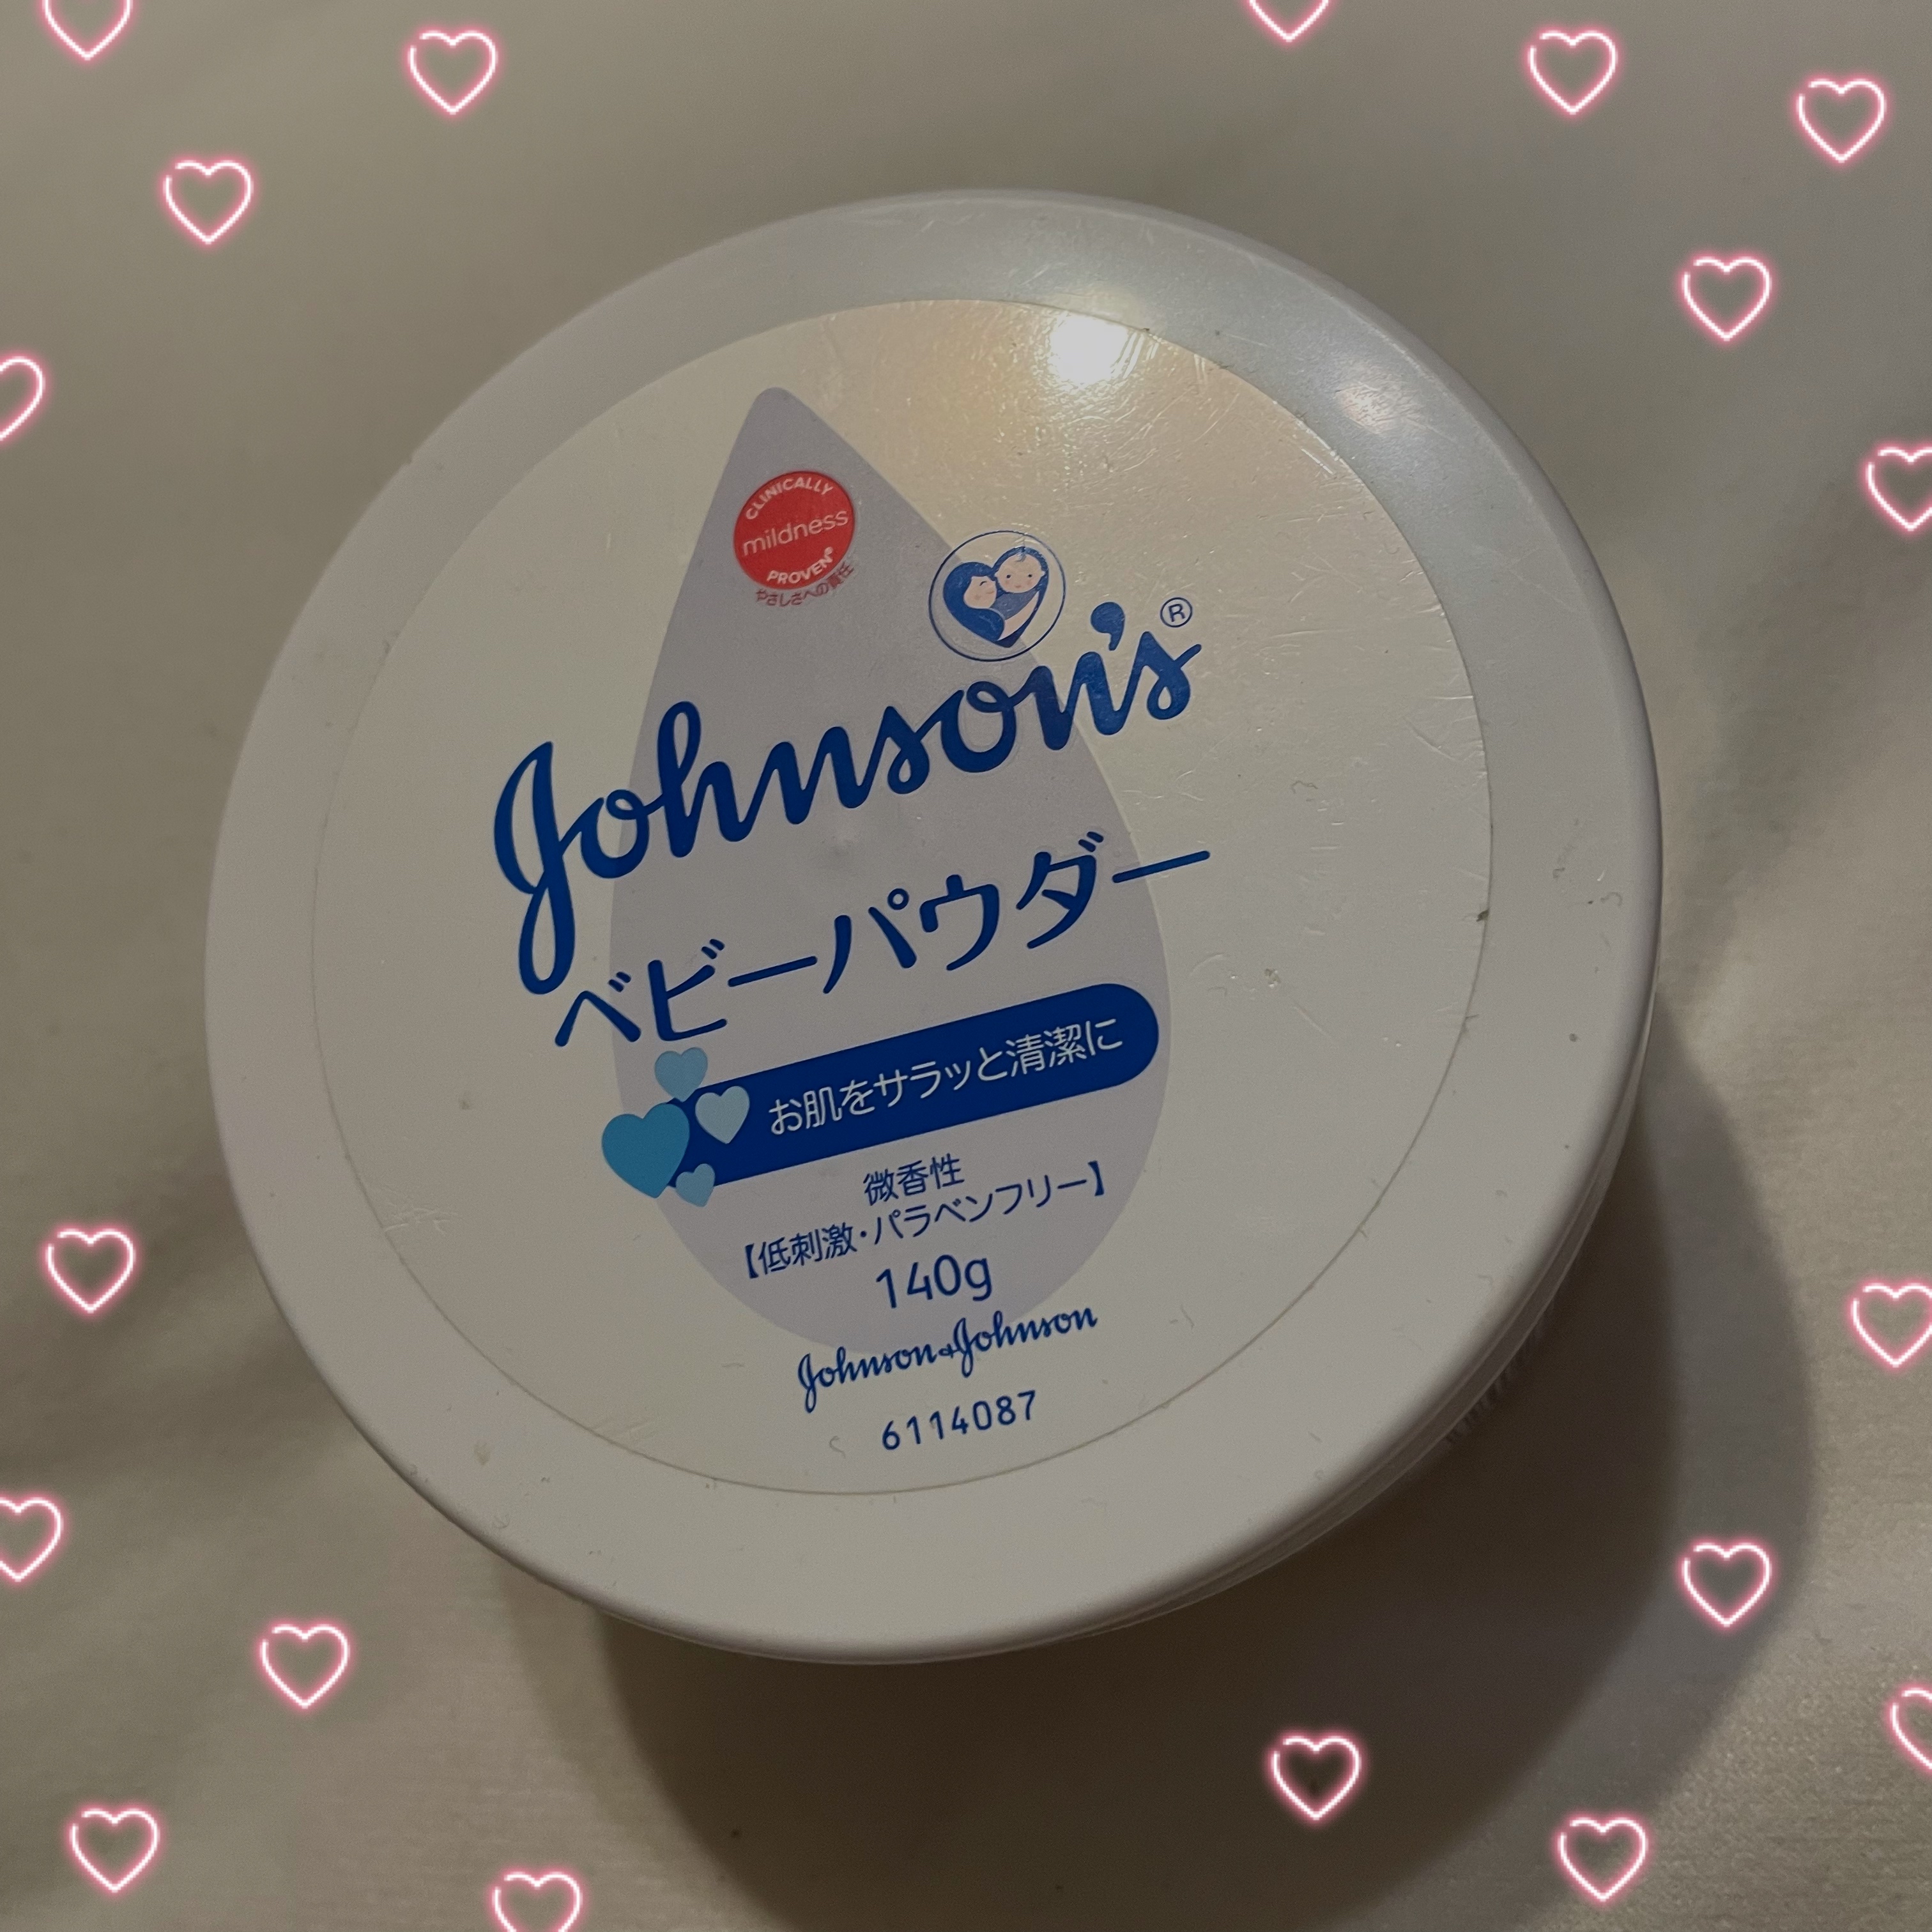 CLINICALLY
mildness
PROVEN
やさしさへの責任
Johnson's®
ベビーパウダー
お肌をサラッと清潔に
微香性
【低刺激・パラベンフリー】
140g
Johnson&Johnson
6114087